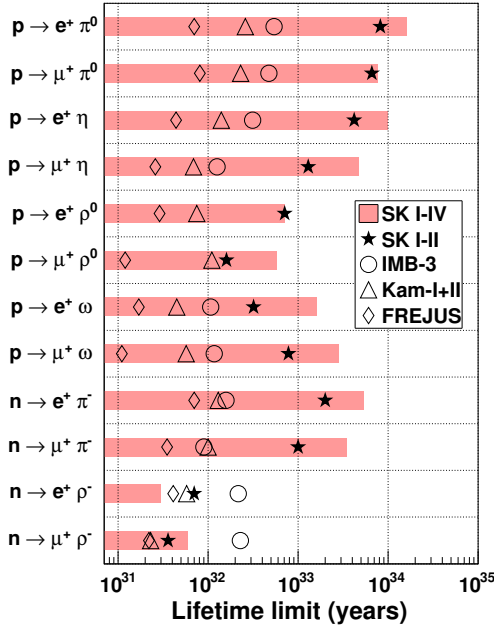 p → e⁺ π⁰
p → μ⁺ π⁰
p → e⁺ η
p → μ⁺ η
p → e⁺ ρ⁰
p → μ⁺ ρ⁰
p → e⁺ ω
p → μ⁺ ω
n → e⁺ π⁻
n → μ⁺ π⁻
n → e⁺ ρ⁻
n → μ⁺ ρ⁻
SK I-IV
SK I-II
IMB-3
Kam-I+II
FREJUS
10³¹ 10³² 10³³ 10³⁴ 10³⁵
Lifetime limit (years)